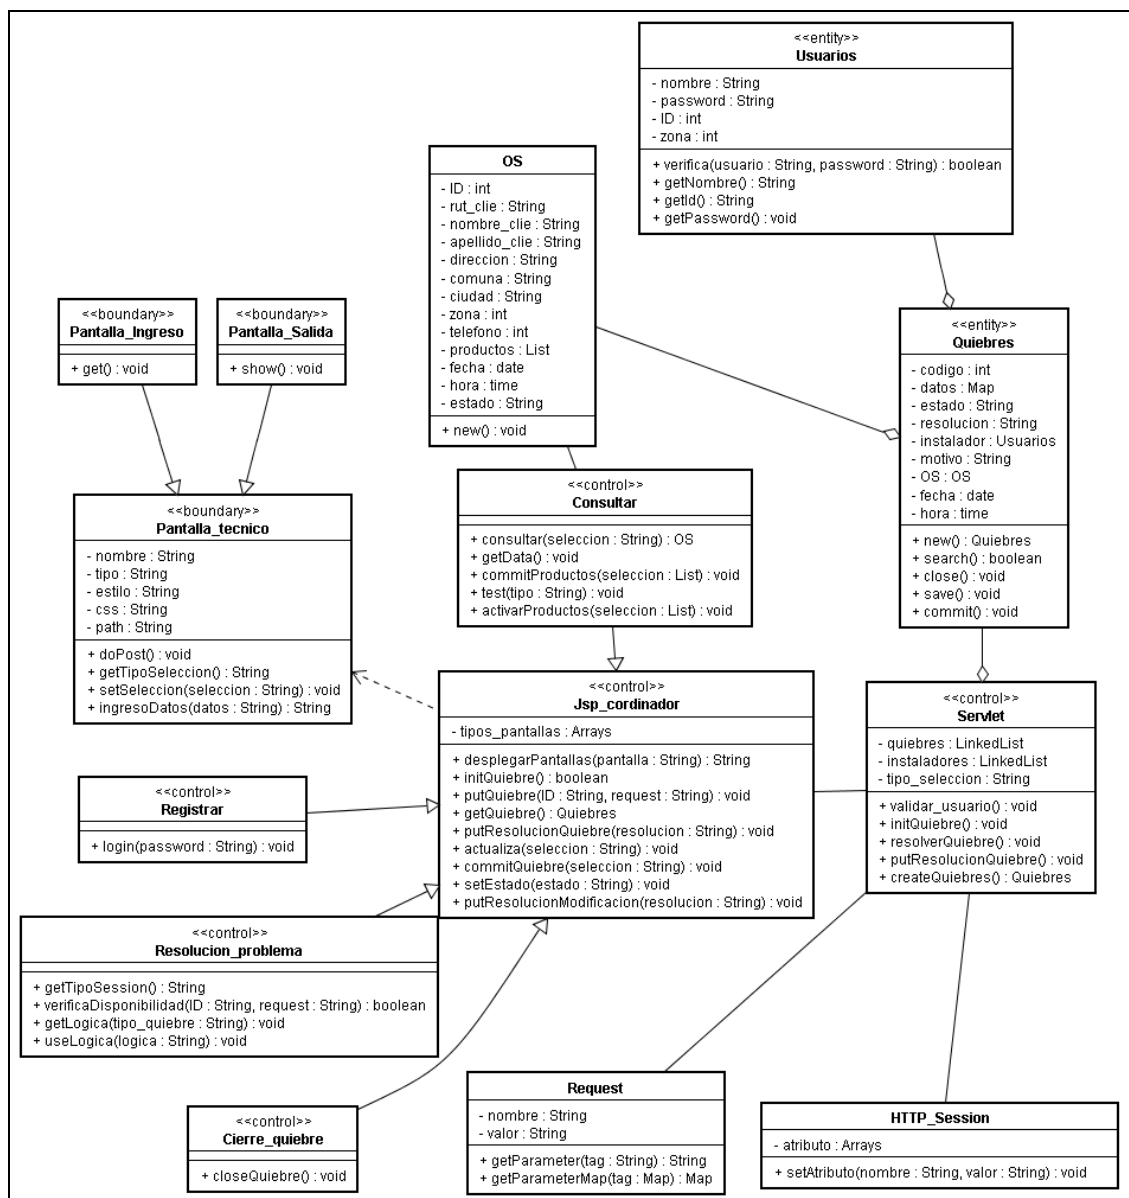 <<entity>>
Usuarios
- nombre : String
- password : String
- ID : int
- zona : int
+ verifica(usuario : String, password : String) : boolean
+ getNombre() : String
+ getId() : String
+ getPassword() : void
OS
- ID : int
- rut_clie : String
- nombre_clie : String
- apellido_clie : String
- direccion : String
- comuna : String
- ciudad : String
- zona : int
- telefono : int
- productos : List
- fecha : date
- hora : time
- estado : String
+ new() : void
<<boundary>>
Pantalla_Ingreso
+ get() : void
<<boundary>>
Pantalla_Salida
+ show() : void
<<entity>>
Quiebres
- codigo : int
- datos : Map
- estado : String
- resolucion : String
- instalador : Usuarios
- motivo : String
- OS : OS
- fecha : date
- hora : time
+ new() : Quiebres
+ search() : boolean
+ close() : void
+ save() : void
+ commit() : void
<<control>>
Consultar
+ consultar(seleccion : String) : OS
+ getData() : void
+ commitProductos(seleccion : List) : void
+ test(tipo : String) : void
+ activarProductos(seleccion : List) : void
<<boundary>>
Pantalla_tecnico
- nombre : String
- tipo : String
- estilo : String
- css : String
- path : String
+ doPost() : void
+ getTipoSeleccion() : String
+ setSeleccion(seleccion : String) : void
+ ingresoDatos(datos : String) : String
<<control>>
Jsp_cordinador
- tipos_pantallas : Arrays
+ desplegarPantallas(pantalla : String) : String
+ initQuiebre() : boolean
+ putQuiebre(ID : String, request : String) : void
+ getQuiebre() : Quiebres
+ putResolucionQuiebre(resolucion : String) : void
+ actualiza(seleccion : String) : void
+ commitQuiebre(seleccion : String) : void
+ setEstado(estado : String) : void
+ putResolucionModificacion(resolucion : String) : void
<<control>>
Servlet
- quiebres : LinkedList
- instaladores : LinkedList
- tipo_seleccion : String
+ validar_usuario() : void
+ initQuiebre() : void
+ resolverQuiebre() : void
+ putResolucionQuiebre() : void
+ createQuiebres() : Quiebres
<<control>>
Registrar
+ login(password : String) : void
<<control>>
Resolucion_problema
+ getTipoSession() : String
+ verificaDisponibilidad(ID : String, request : String) : boolean
+ getLogica(tipo_quiebre : String) : void
+ useLogica(logica : String) : void
<<control>>
Cierre_quiebre
+ closeQuiebre() : void
Request
- nombre : String
- valor : String
+ getParameter(tag : String) : String
+ getParameterMap(tag : Map) : Map
HTTP_Session
- atributo : Arrays
+ setAtributo(nombre : String, valor : String) : void